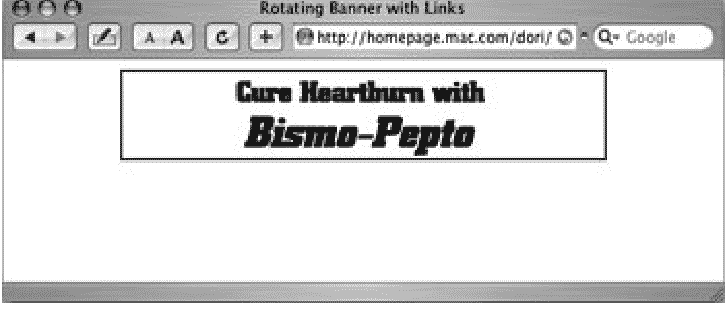 Rotating Banner with Links
A A C + http://homepage.mac.com/dori/ Q Google
Cure Heartburn with
Bismo-Pepto